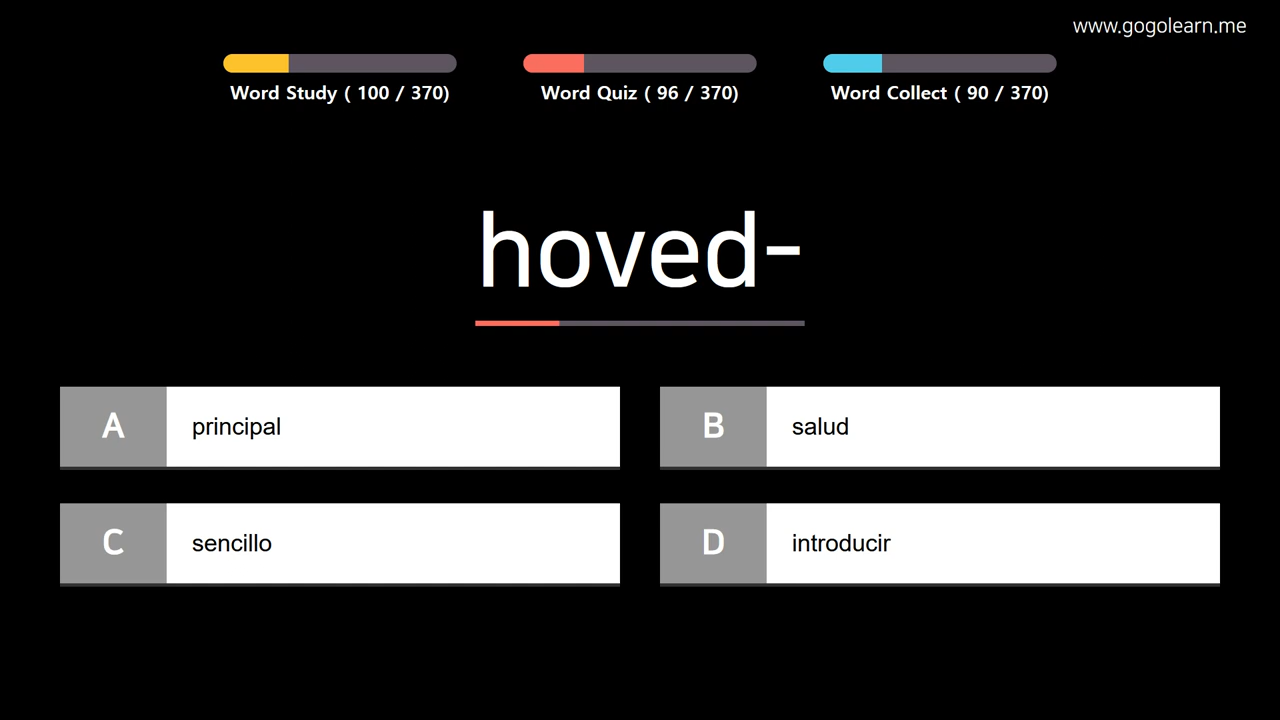 www.gogolearn.me
Word Study ( 100 / 370)
Word Quiz ( 96 / 370)
Word Collect ( 90 / 370)
hoved-
A principal
B salud
C sencillo
D introducir